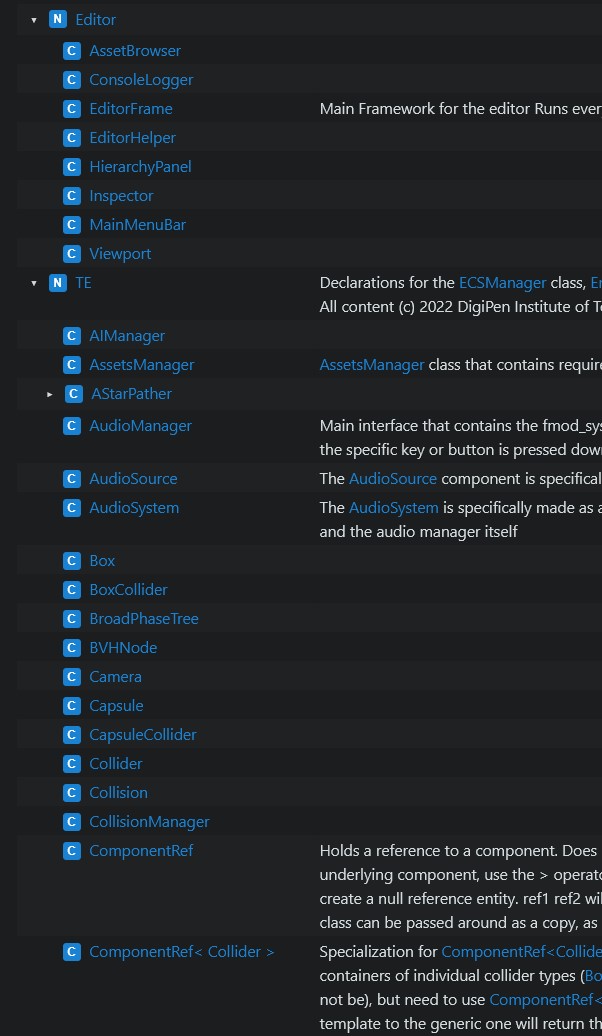 N Editor
C AssetBrowser
C ConsoleLogger
C EditorFrame Main Framework for the editor Runs ever
C EditorHelper
C HierarchyPanel
C Inspector
C MainMenuBar
C Viewport
N TE Declarations for the ECSManager class,
All content (c) 2022 DigiPen Institute of
C AIManager
C AssetsManager AssetsManager class that contains require
C AStarPather
C AudioManager Main interface that contains the fmod_sys
the specific key or button is pressed down
C AudioSource The AudioSource component is specifical
C AudioSystem The AudioSystem is specifically made as a
and the audio manager itself
C Box
C BoxCollider
C BroadPhaseTree
C BVHNode
C Camera
C Capsule
C CapsuleCollider
C Collider
C Collision
C CollisionManager
C ComponentRef Holds a reference to a component. Does
underlying component, use the > operato
create a null reference entity. ref1 ref2 wil
class can be passed around as a copy, as
C ComponentRef< Collider > Specialization for ComponentRef<Collide
containers of individual collider types (Bo
not be), but need to use ComponentRef<
template to the generic one will return th